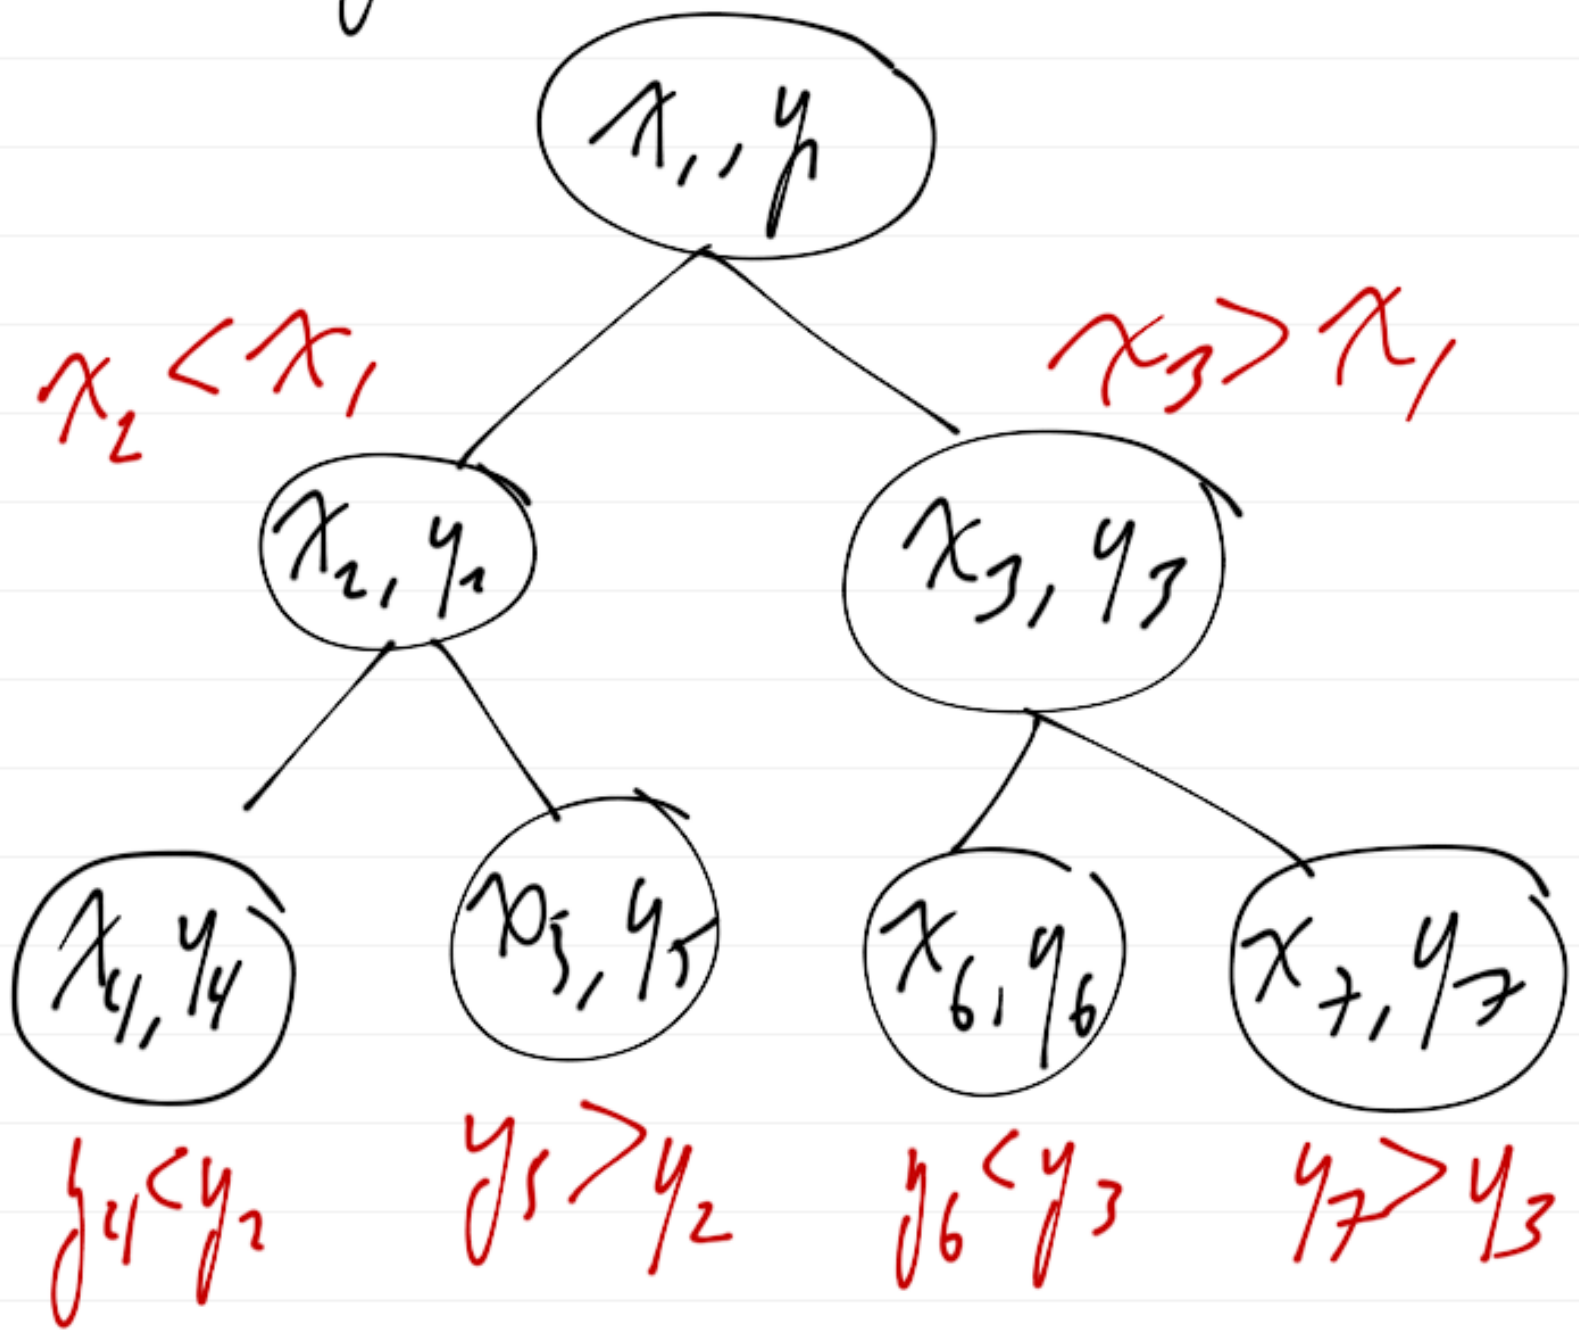 x₁, y₁
x₂ < x₁
x₃ > x₁
x₂, y₂
x₃, y₃
x₄, y₄
x₅, y₅
x₆, y₆
x₇, y₇
y₄ < y₂
y₅ > y₂
y₆ < y₃
y₇ > y₃